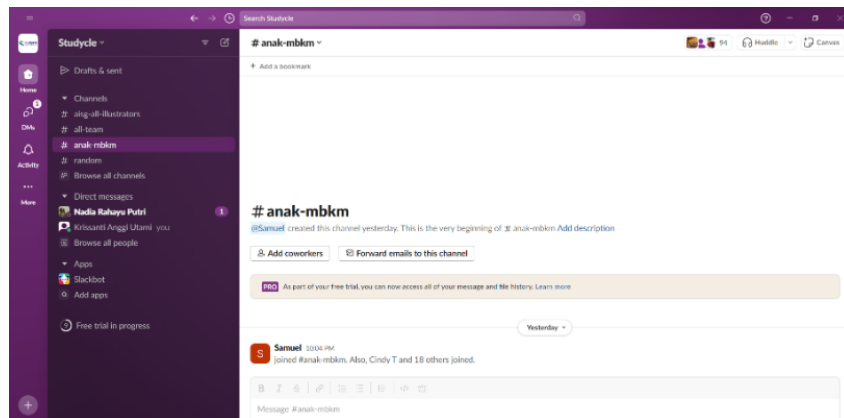 Search Studycle
Studycle
# anak-mbkm
94
Huddle
Canvas
+ Add a bookmark
Home
1
DMs
Activity
More
Drafts & sent
Channels
# aisg-all-illustrators
# all-team
# anak-mbkm
# random
Browse all channels
Direct messages
Nadia Rahayu Putri 1
Krissanti Anggi Utami you
Browse all people
Apps
Slackbot
Add apps
Free trial in progress
# anak-mbkm
@Samuel created this channel yesterday. This is the very beginning of # anak-mbkm Add description
Add coworkers
Forward emails to this channel
PRO As part of your free trial, you can now access all of your message and file history. Learn more
Yesterday
S
Samuel 10:04 PM
joined #anak-mbkm. Also, Cindy T and 18 others joined.
B I S
Message #anak-mbkm